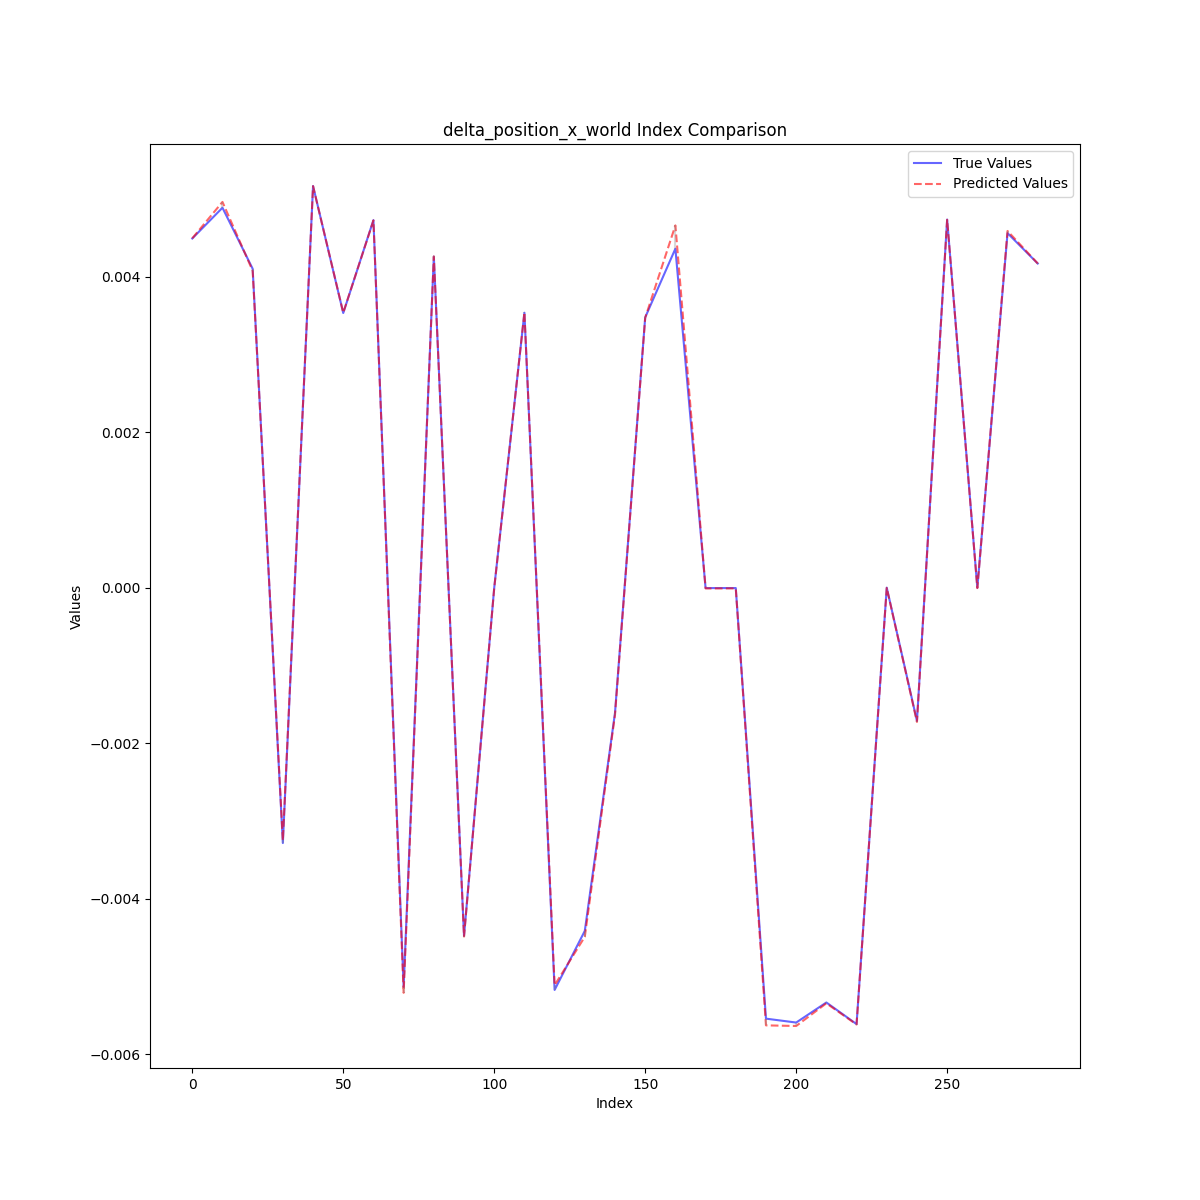 delta_position_x_world Index Comparison
True Values
Predicted Values
0.004
0.002
0.000
−0.002
−0.004
−0.006
Values
0 50 100 150 200 250
Index